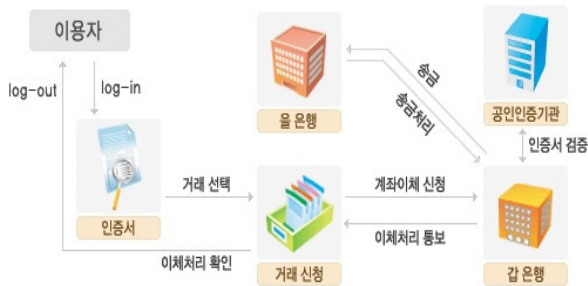 이용자
log-out
log-in
을 은행
송금
송금처리
공인인증기관
인증서 검증
거래 선택
계좌이체 신청
인증서
이체처리 확인
거래 신청
이체처리 통보
갑 은행